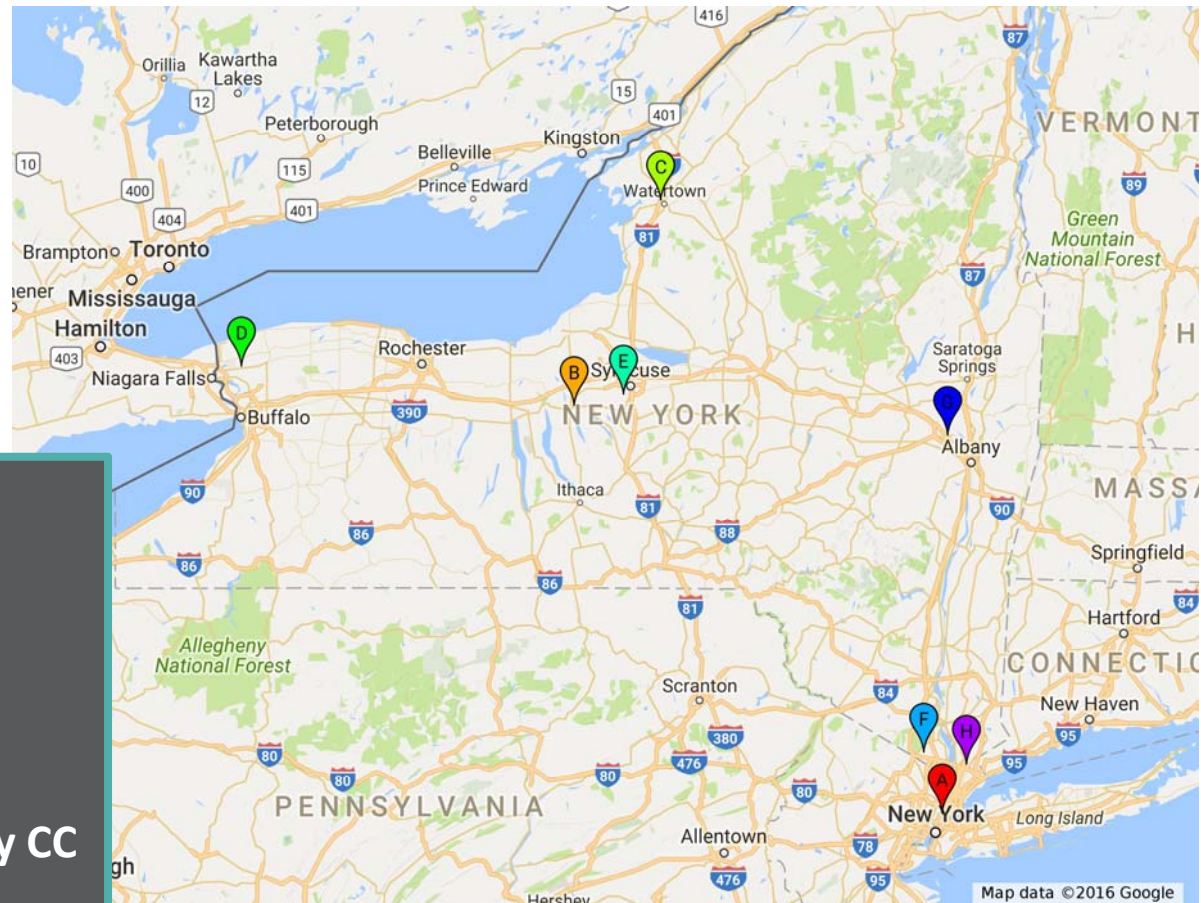 416
87
Orillia
Kawartha
Lakes
12
15
401
Peterborough
VERMONT
Kingston
Belleville
10
115
C
Prince Edward
89
400
Watertown
401
404
Green
Mountain
National Forest
81
Brampton
Toronto
87
ener
Mississauga
Hamilton
D
H
Rochester
Saratoga
Springs
403
E
Niagara Falls
B
Syracuse
390
NEW YORK
G
Buffalo
Albany
90
Ithaca
MASSA
81
90
86
88
Springfield
86
86
81
84
Hartford
Allegheny
National Forest
CONNECTIC
Scranton
84
New Haven
F
H
95
380
80
476
95
80
80
A
80
PENNSYLVANIA
New York
Long Island
Allentown
78
y CC
gh
476
95
Hershey
Map data ©2016 Google